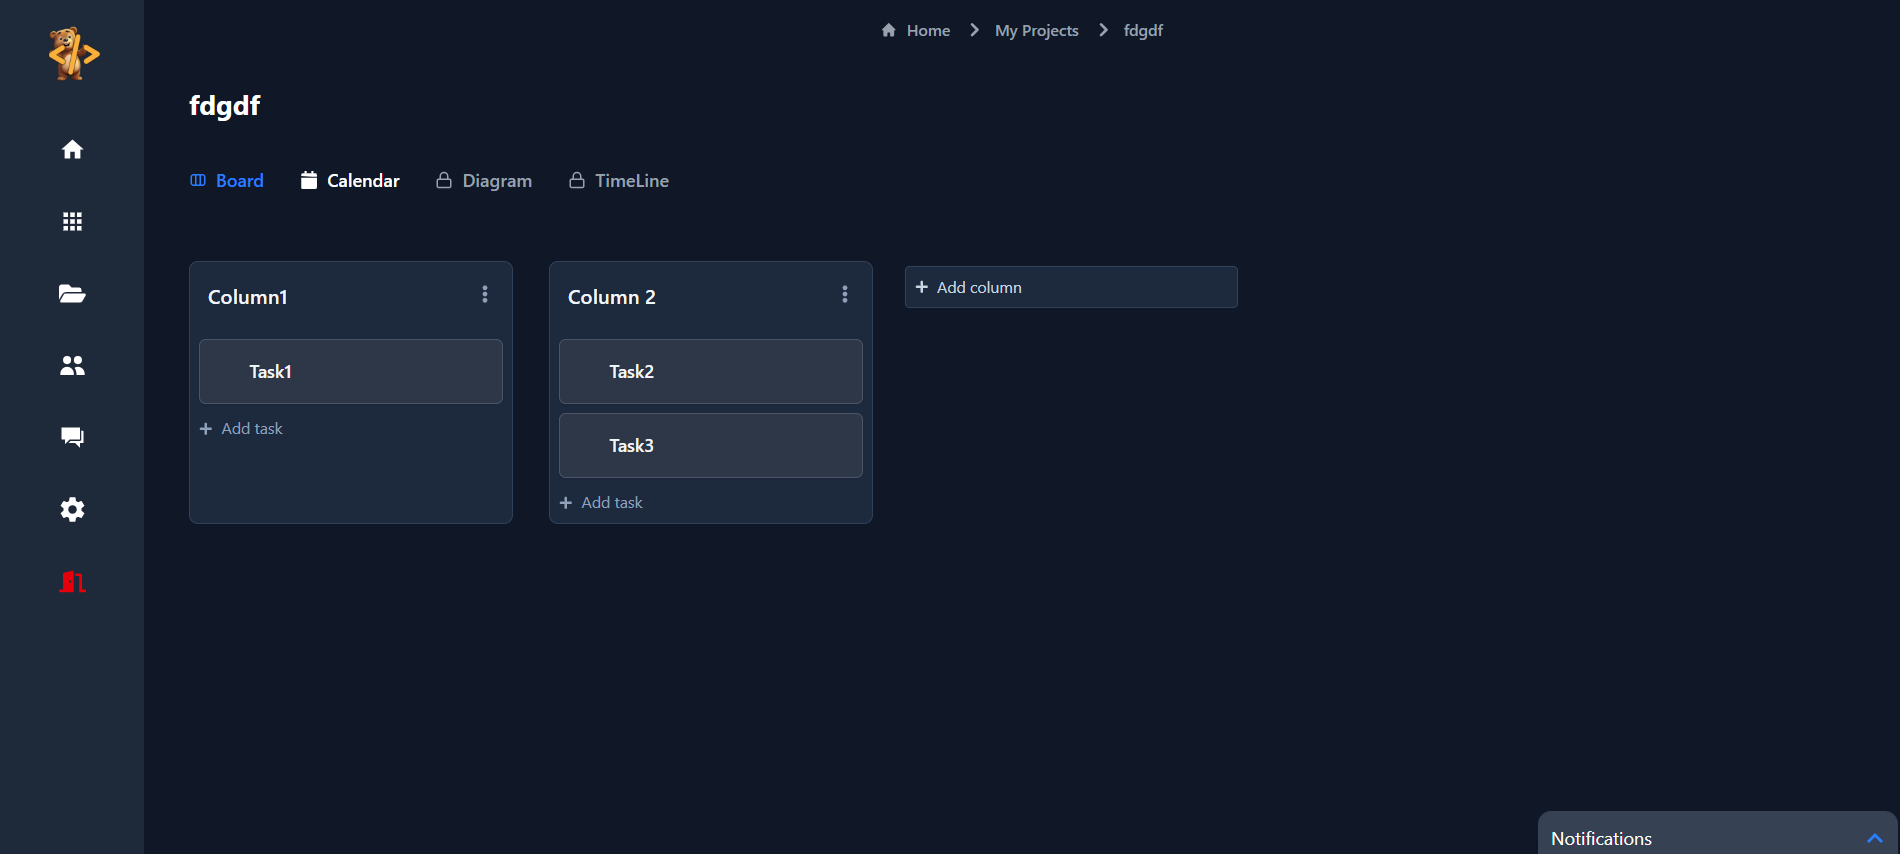 Home My Projects fdgdf
fdgdf
Board Calendar Diagram TimeLine
Column1
Task1
+ Add task
Column 2
Task2
Task3
+ Add task
+ Add column
Notifications